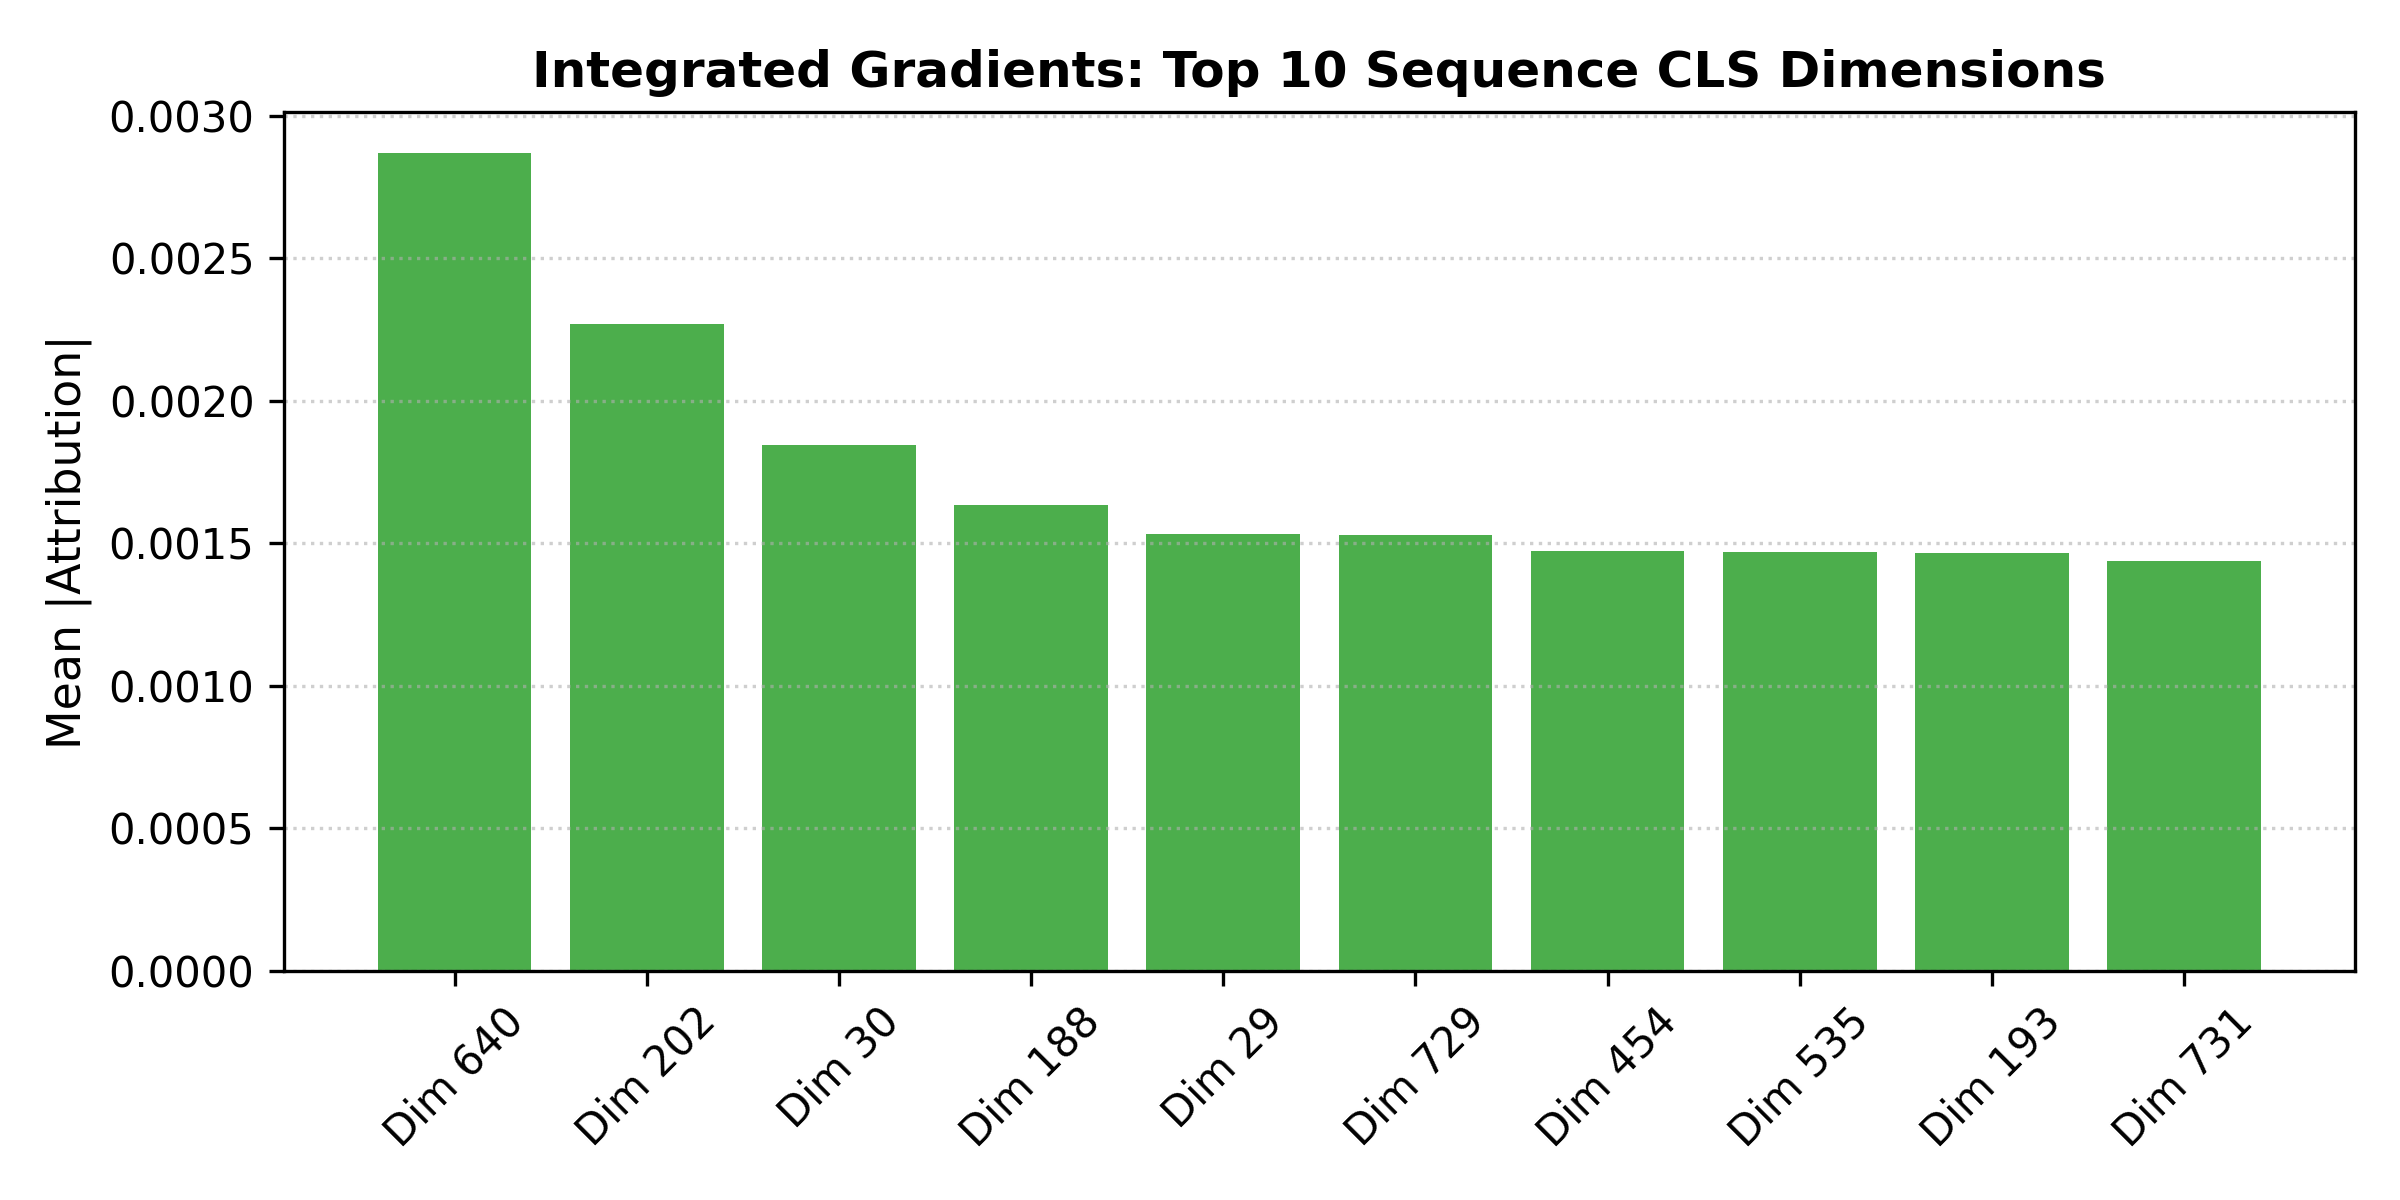 Integrated Gradients: Top 10 Sequence CLS Dimensions
Mean |Attribution|
0.0030
0.0025
0.0020
0.0015
0.0010
0.0005
0.0000
Dim 640
Dim 202
Dim 30
Dim 188
Dim 29
Dim 729
Dim 454
Dim 535
Dim 193
Dim 731